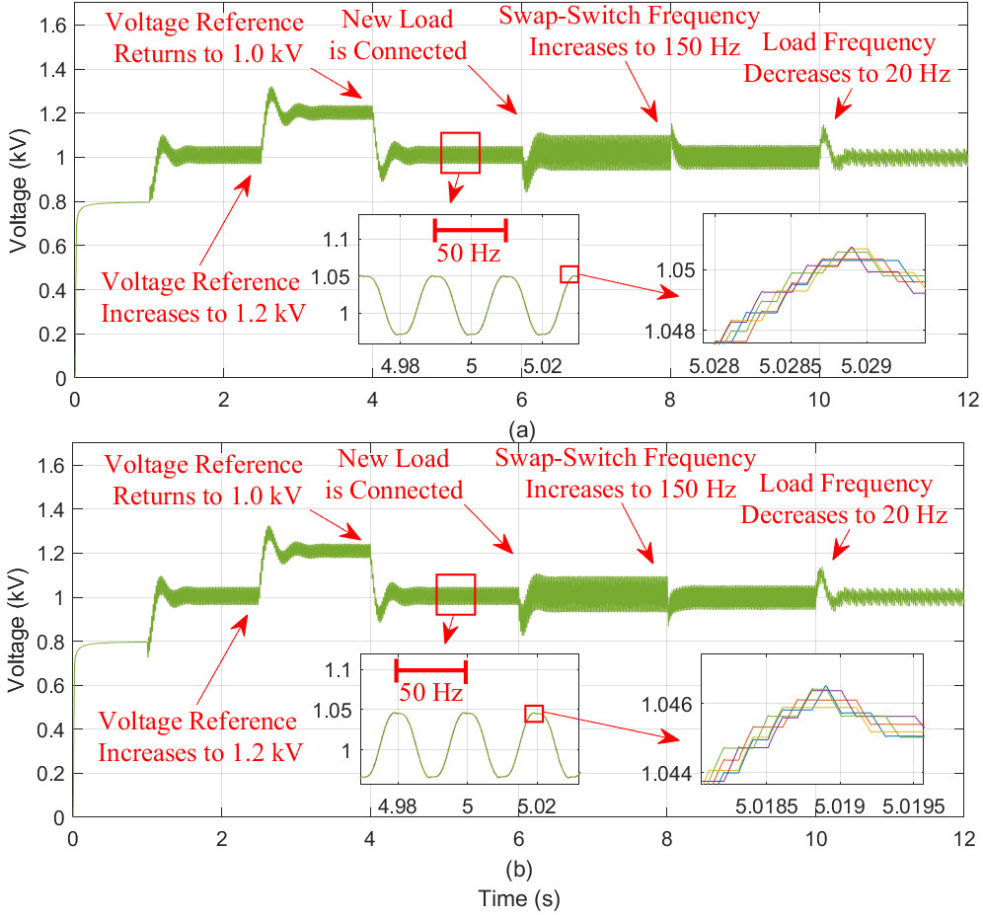 Voltage Reference
Returns to 1.0 kV
New Load
is Connected
Swap-Switch Frequency
Increases to 150 Hz
Load Frequency
Decreases to 20 Hz
Voltage (kV)
1.6
1.4
1.2
1
0.8
0.6
0.4
0.2
0
Voltage Reference
Increases to 1.2 kV
1.1
1.05
1
50 Hz
4.98 5 5.02
1.05
1.048
5.028 5.0285 5.029
0 2 4 6 8 10 12
(a)
Voltage Reference
Returns to 1.0 kV
New Load
is Connected
Swap-Switch Frequency
Increases to 150 Hz
Load Frequency
Decreases to 20 Hz
Voltage (kV)
1.6
1.4
1.2
1
0.8
0.6
0.4
0.2
0
Voltage Reference
Increases to 1.2 kV
1.1
1.05
1
50 Hz
4.98 5 5.02
1.046
1.044
5.0185 5.019 5.0195
0 2 4 6 8 10 12
(b)
Time (s)